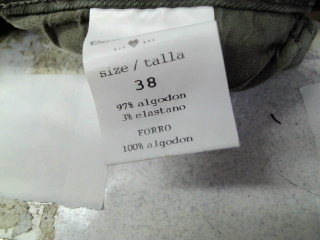 size/talla
38
97% algodon
3% elastano
FORRO
100% algodon